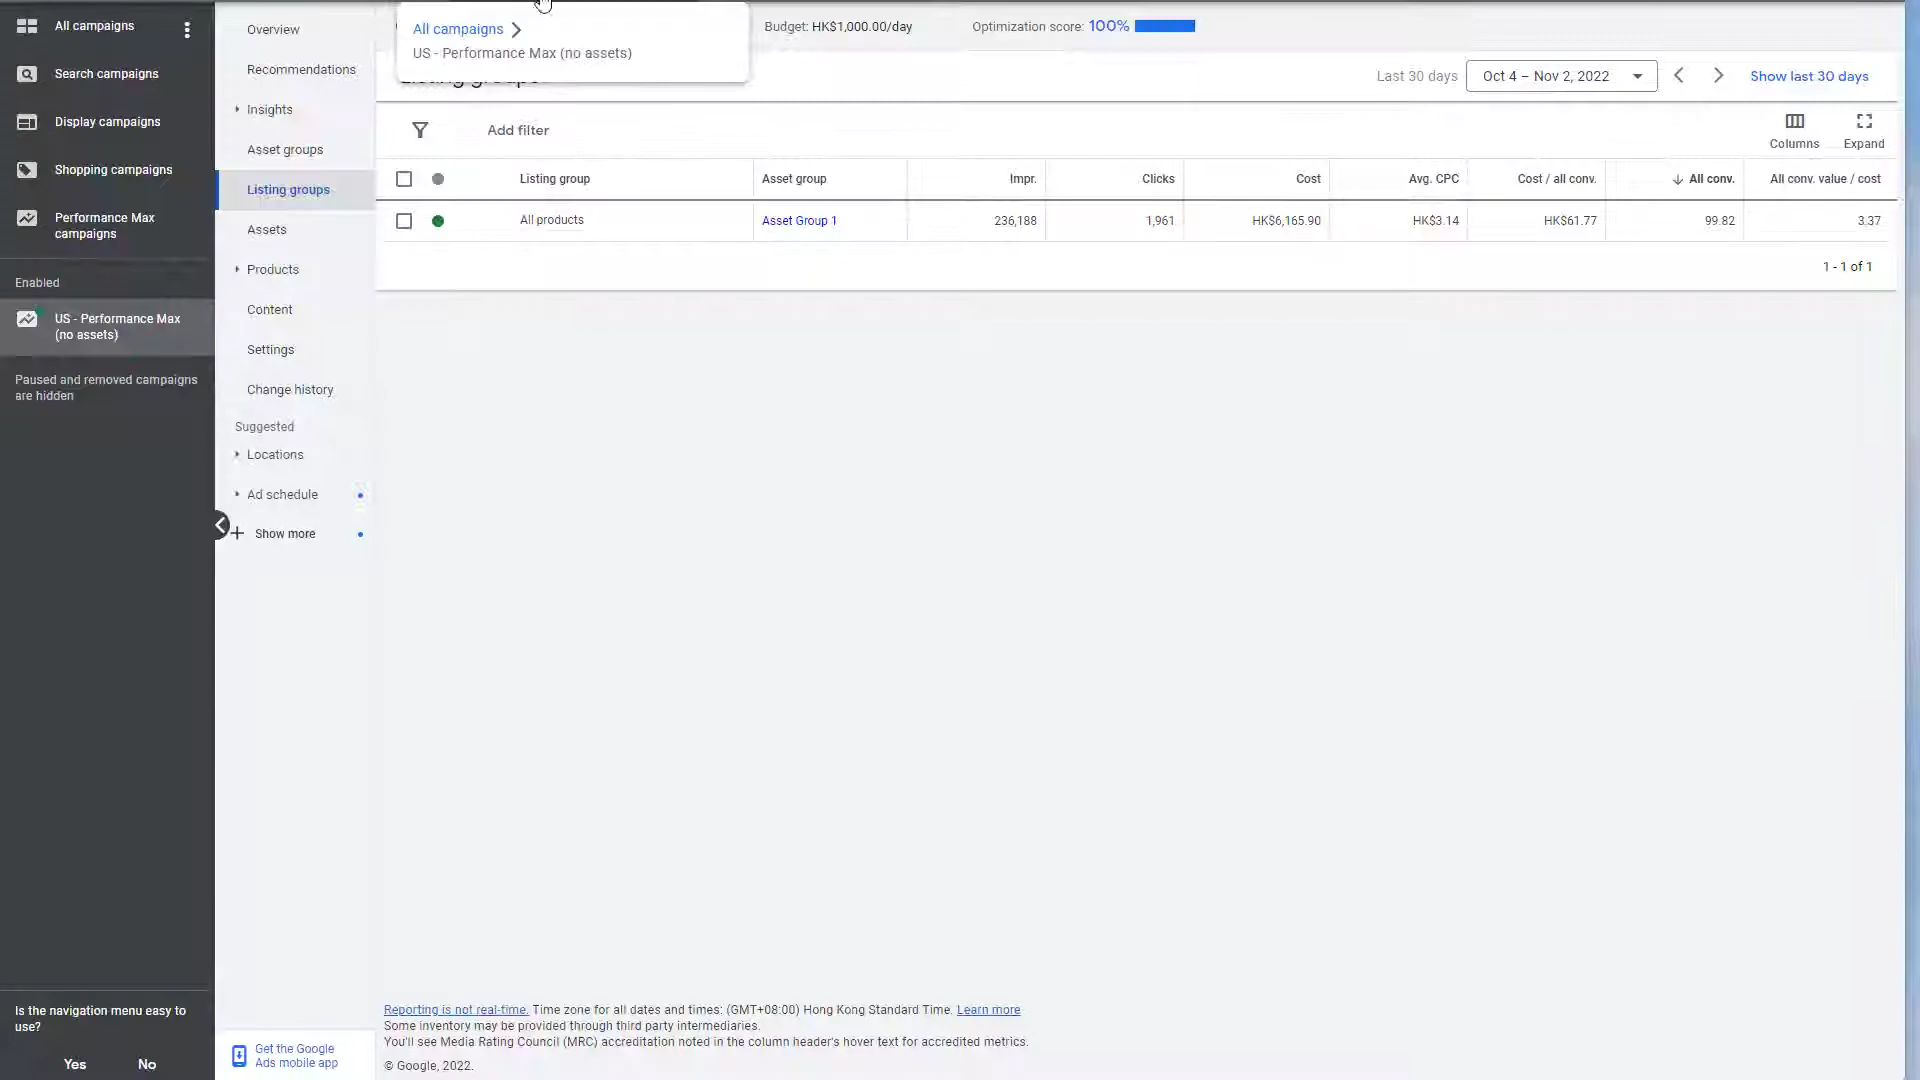 All campaigns
Search campaigns
Display campaigns
Shopping campaigns
Performance Max
campaigns
Enabled
US - Performance Max
(no assets)
Paused and removed campaigns
are hidden
Is the navigation menu easy to
use?
Yes No
Overview
Recommendations
Insights
Asset groups
Listing groups
Assets
Products
Content
Settings
Change history
Suggested
Locations
Ad schedule
Show more
Get the Google
Ads mobile app
All campaigns
US - Performance Max (no assets)
Budget: HK$1,000.00/day Optimization score: 100%
Listing groups Last 30 days Oct 4 – Nov 2, 2022 Show last 30 days
Add filter Columns Expand
Listing group Asset group Impr. Clicks Cost Avg. CPC Cost / all conv. All conv. All conv. value / cost
All products Asset Group 1 236,188 1,961 HK$6,165.90 HK$3.14 HK$61.77 99.82 3.37
1 - 1 of 1
Reporting is not real-time. Time zone for all dates and times: (GMT+08:00) Hong Kong Standard Time. Learn more
Some inventory may be provided through third party intermediaries.
You'll see Media Rating Council (MRC) accreditation noted in the column header's hover text for accredited metrics.
© Google, 2022.